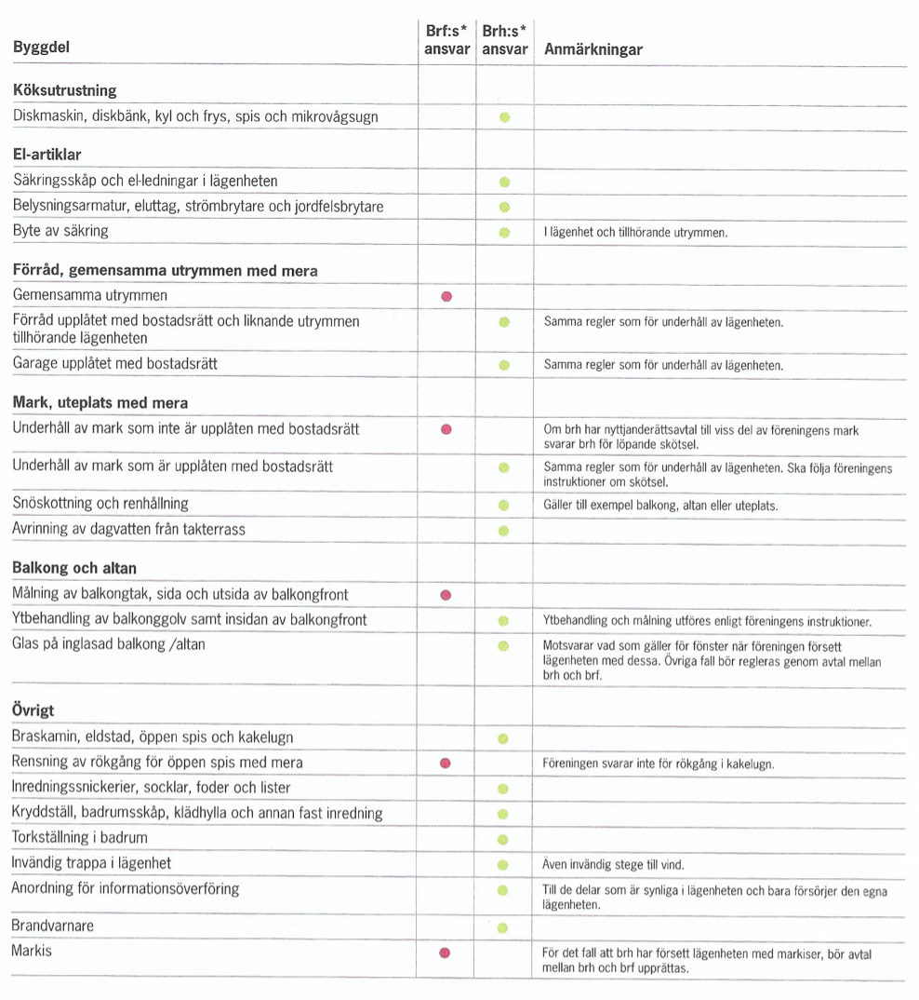 Byggdel Brf:s* ansvar Brh:s* ansvar Anmärkningar
Köksutrustning
Diskmaskin, diskbänk, kyl och frys, spis och mikrovågsugn
El-artiklar
Säkringsskåp och el-ledningar i lägenheten
Belysningsarmatur, eluttag, strömbrytare och jordfelsbrytare
Byte av säkring I lägenhet och tillhörande utrymmen.
Förråd, gemensamma utrymmen med mera
Gemensamma utrymmen
Förråd upplåtet med bostadsrätt och liknande utrymmen Samma regler som för underhåll av lägenheten.
tillhörande lägenheten
Garage upplåtet med bostadsrätt Samma regler som för underhåll av lägenheten.
Mark, uteplats med mera
Underhåll av mark som inte är upplåten med bostadsrätt Om brh har nyttjanderättsavtal till viss del av föreningens mark
svarar brh för löpande skötsel.
Underhåll av mark som är upplåten med bostadsrätt Samma regler som för underhåll av lägenheten. Ska följa föreningens
instruktioner om skötsel.
Snöskottning och renhållning Gäller till exempel balkong, altan eller uteplats.
Avrinning av dagvatten från takterrass
Balkong och altan
Målning av balkongtak, sida och utsida av balkongfront
Ytbehandling av balkonggolv samt insidan av balkongfront Ytbehandling och målning utföres enligt föreningens instruktioner.
Glas på inglasad balkong /altan Motsvarar vad som gäller för fönster när föreningen försett
lägenheten med dessa. Övriga fall bör regleras genom avtal mellan
brh och brf.
Övrigt
Braskamin, eldstad, öppen spis och kakelugn
Rensning av rökgång för öppen spis med mera Föreningen svarar inte för rökgång i kakelugn.
Inredningssnickerier, socklar, foder och lister
Kryddställ, badrumsskåp, klädhylla och annan fast inredning
Torkställning i badrum
Invändig trappa i lägenhet Även invändig stege till vind.
Anordning för informationsöverföring Till de delar som är synliga i lägenheten och bara försörjer den egna
lägenheten.
Brandvarnare
Markis För det fall att brh har försett lägenheten med markiser, bör avtal
mellan brh och brf upprättas.